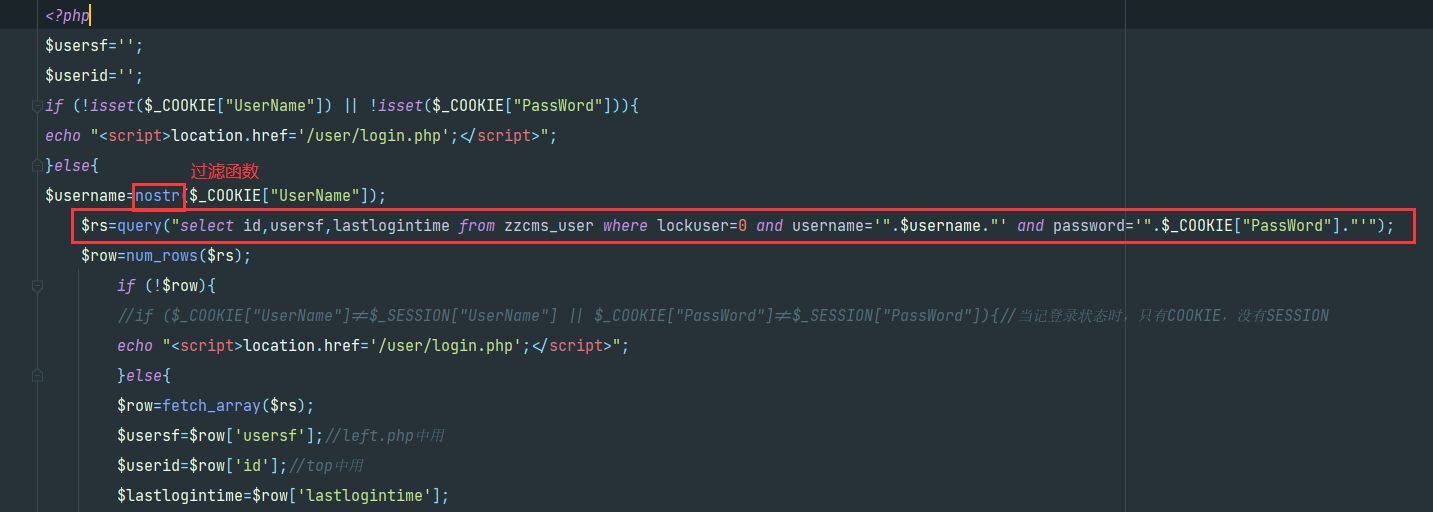 <?php
$usersf='';
$userid='';
if (!isset($_COOKIE["UserName"]) || !isset($_COOKIE["PassWord"])){
echo "<script>location.href='/user/login.php';</script>";
}else{
过滤函数
$username=nostr($_COOKIE["UserName"]);
$rs=query("select id,usersf,lastlogintime from zzcms_user where lockuser=0 and username='".$username."' and password='".$_COOKIE["PassWord"]."'");
$row=num_rows($rs);
if (!$row){
//if ($_COOKIE["UserName"]≠$_SESSION["UserName"] || $_COOKIE["PassWord"]≠$_SESSION["PassWord"]){//当记登录状态时，只有COOKIE，没有SESSION
echo "<script>location.href='/user/login.php';</script>";
}else{
$row=fetch_array($rs);
$usersf=$row['usersf'];//left.php中用
$userid=$row['id'];//top中用
$lastlogintime=$row['lastlogintime'];